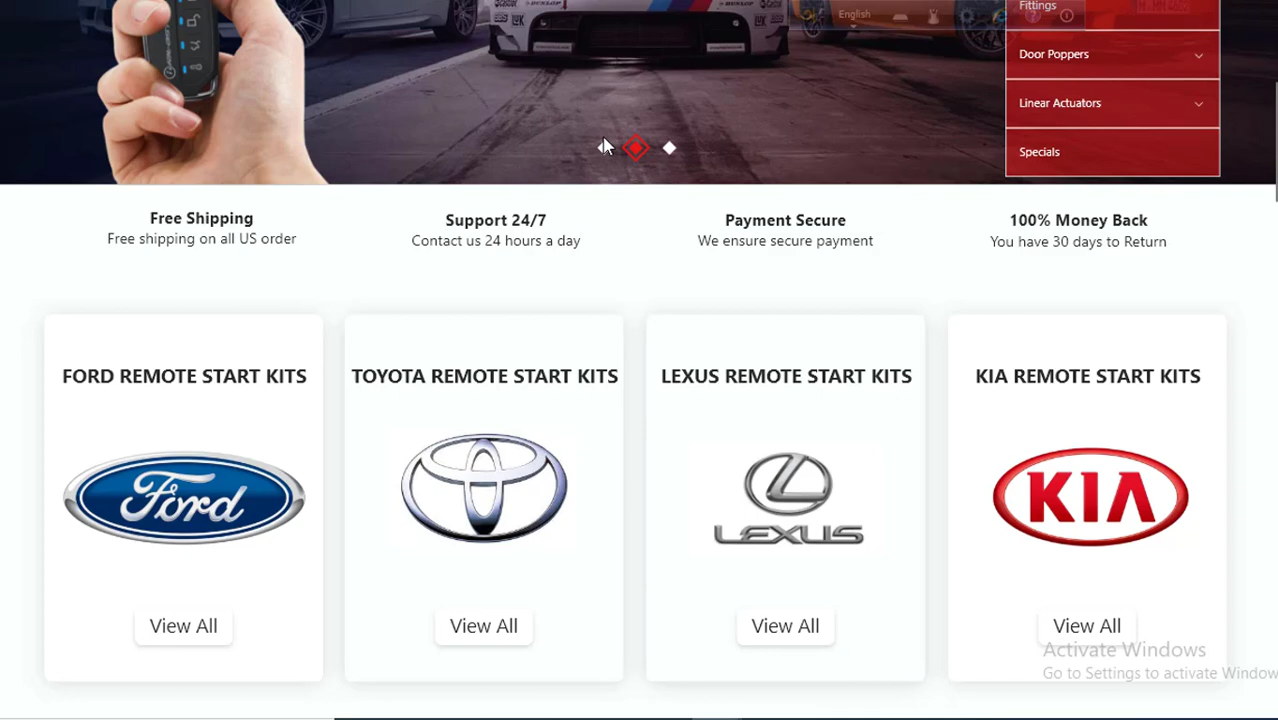 English
Fittings
Door Poppers
Linear Actuators
Specials
Free Shipping
Free shipping on all US order
Support 24/7
Contact us 24 hours a day
Payment Secure
We ensure secure payment
100% Money Back
You have 30 days to Return
FORD REMOTE START KITS
Ford
View All
TOYOTA REMOTE START KITS
View All
LEXUS REMOTE START KITS
LEXUS
View All
KIA REMOTE START KITS
KIA
View All
Activate Windows
Go to Settings to activate Window